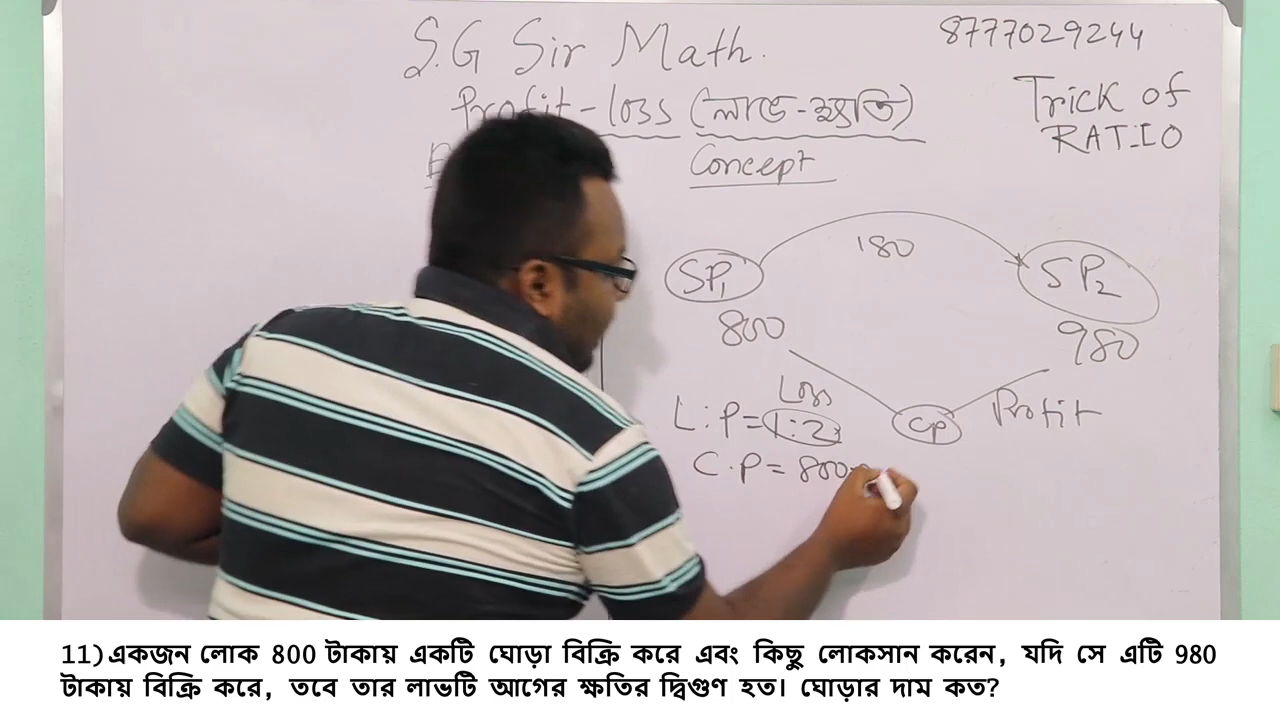 S.G Sir Math.
8777029244
Profit-loss (লাভ-ক্ষতি)
Trick of
RATIO
Concept
180
SP₁
SP₂
800
980
Loss
Profit
L:P=1:2
CP
C.P=800
11)একজন লোক 800 টাকায় একটি ঘোড়া বিক্রি করে এবং কিছু লোকসান করেন, যদি সে এটি 980
টাকায় বিক্রি করে, তবে তার লাভটি আগের ক্ষতির দ্বিগুণ হত। ঘোড়ার দাম কত?